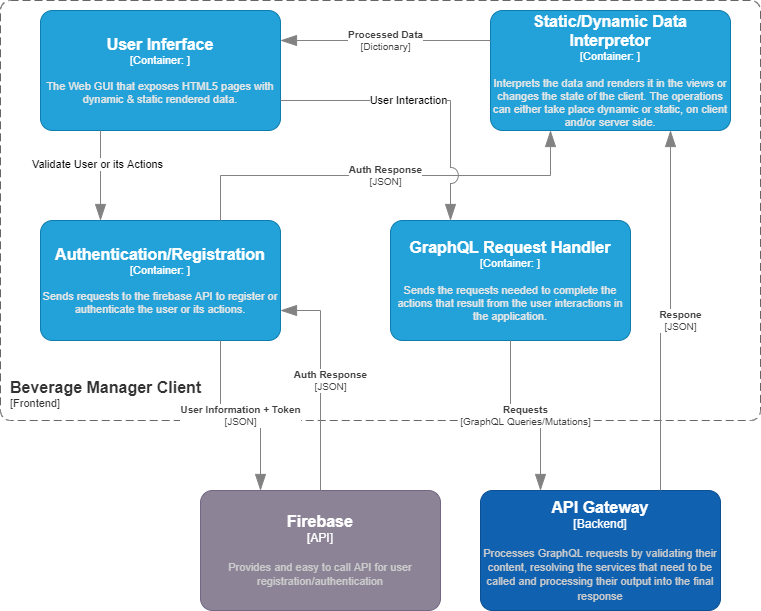 User Inferface
[Container: ]
The Web GUI that exposes HTML5 pages with
dynamic & static rendered data.
Processed Data
[Dictionary]
Static/Dynamic Data
Interpretor
[Container: ]
Interprets the data and renders it in the views or
changes the state of the client. The operations
can either take place dynamic or static, on client
and/or server side.
User Interaction
Validate User or its Actions
Auth Response
[JSON]
Authentication/Registration
[Container: ]
Sends requests to the firebase API to register or
authenticate the user or its actions.
GraphQL Request Handler
[Container: ]
Sends the requests needed to complete the
actions that result from the user interactions in
the application.
Respone
[JSON]
Auth Response
[JSON]
Beverage Manager Client
[Frontend]
User Information + Token
[JSON]
Requests
[GraphQL Queries/Mutations]
Firebase
[API]
Provides and easy to call API for user
registration/authentication
API Gateway
[Backend]
Processes GraphQL requests by validating their
content, resolving the services that need to be
called and processing their output into the final
response